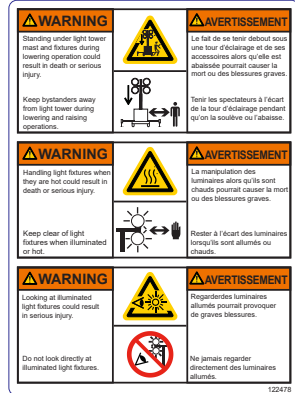 WARNING
Standing under light tower
mast and fixtures during
lowering operation could
result in death or serious
injury.
Keep bystanders away
from light tower during
lowering and raising
operations.
AVERTISSEMENT
Le fait de se tenir debout sous
une tour d'éclairage et de ses
accessoires alors qu'elle est
abaissée pourrait causer la
mort ou des blessures graves.
Tenir les spectateurs à l'écart
de la tour d'éclairage pendant
qu'on la soulève ou l'abaisse.
WARNING
Handling light fixtures when
they are hot could result in
death or serious injury.
Keep clear of light
fixtures when illuminated
or hot.
AVERTISSEMENT
La manipulation des
luminaires alors qu'ils sont
chauds pourrait causer la mort
ou des blessures graves.
Rester à l'écart des luminaires
lorsqu'ils sont allumés ou
chauds.
WARNING
Looking at illuminated
light fixtures could result
in serious injury.
Do not look directly at
illuminated light fixtures.
AVERTISSEMENT
Regarderdes luminaires
allumés pourrait provoquer
de graves blessures.
Ne jamais regarder
directement des luminaires
allumés.
122478